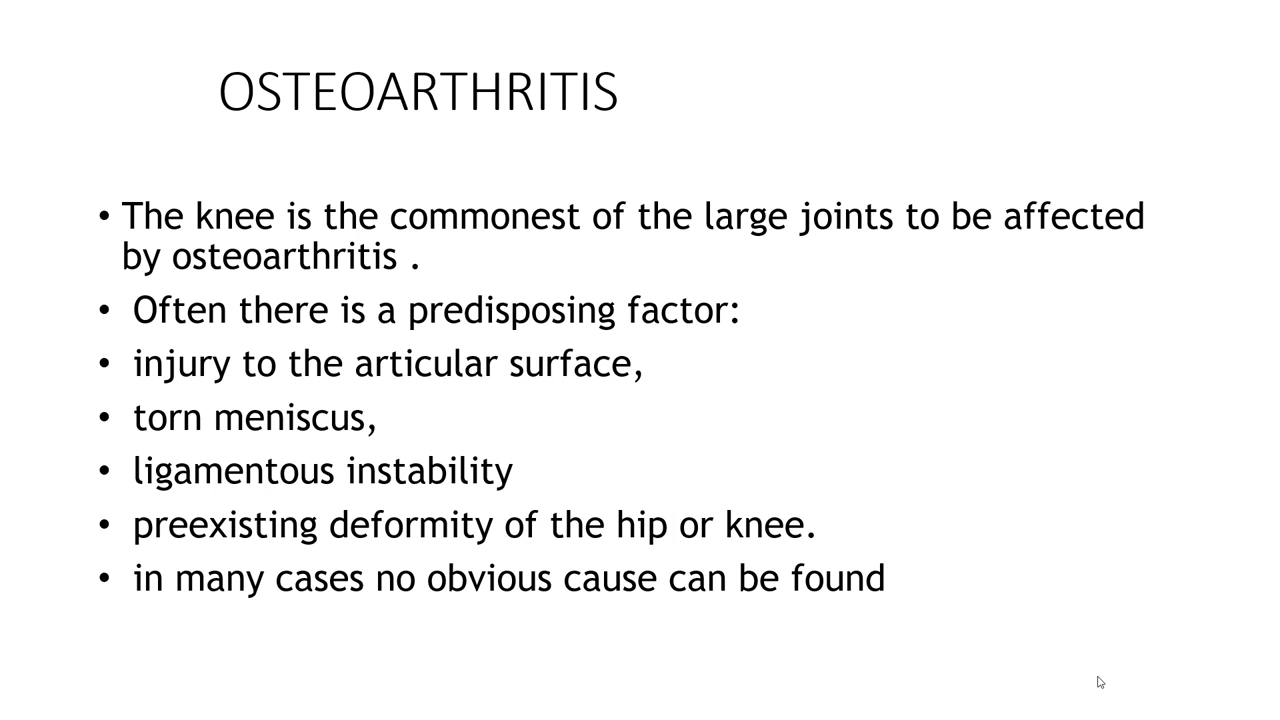 OSTEOARTHRITIS
• The knee is the commonest of the large joints to be affected
by osteoarthritis .
• Often there is a predisposing factor:
• injury to the articular surface,
• torn meniscus,
• ligamentous instability
• preexisting deformity of the hip or knee.
• in many cases no obvious cause can be found